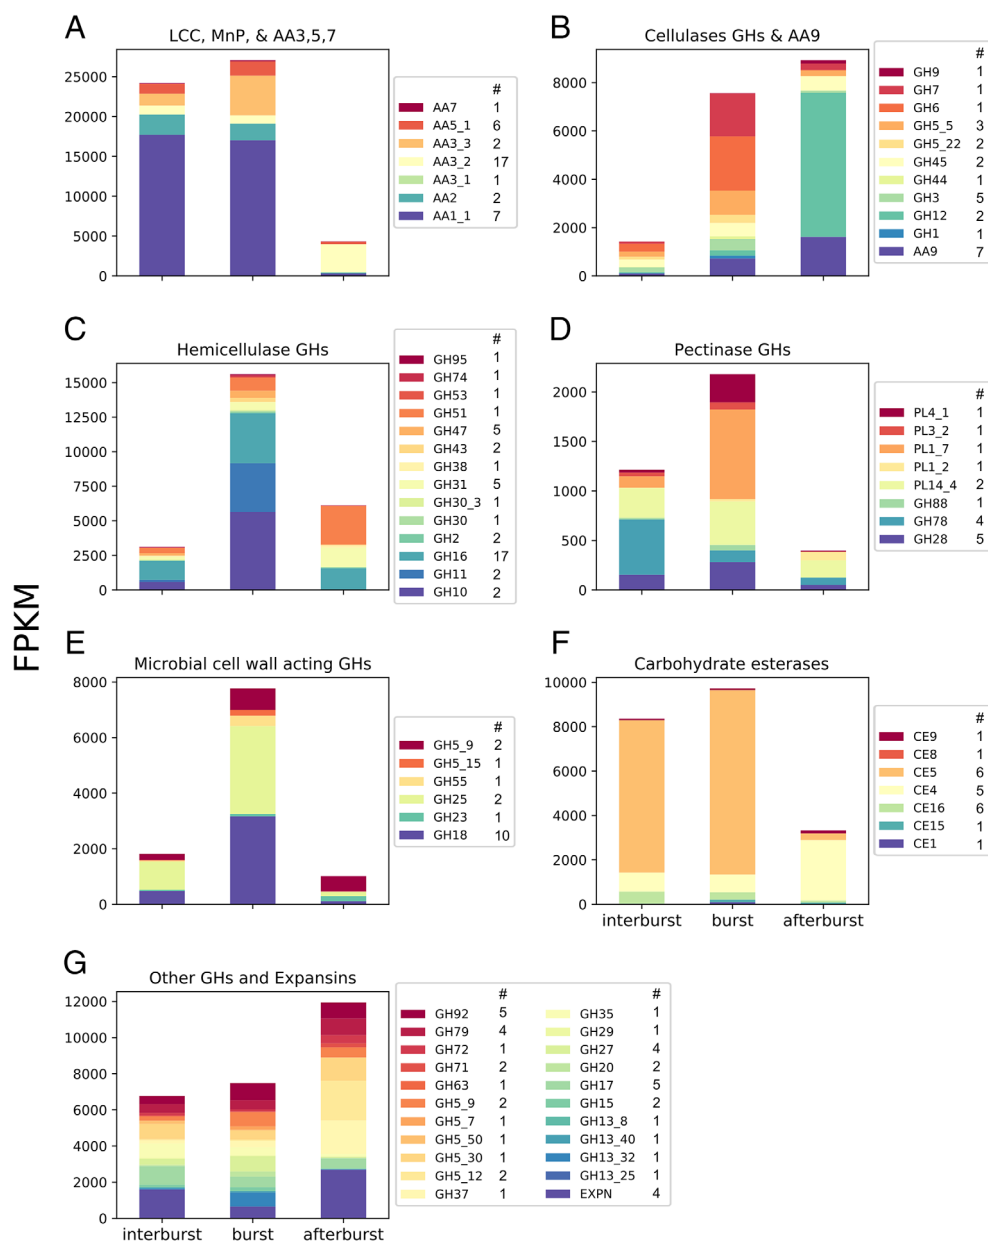 A
LCC, MnP, & AA3,5,7
25000
20000
15000
10000
5000
0
#
AA7 1
AA5_1 6
AA3_3 2
AA3_2 17
AA3_1 1
AA2 2
AA1_1 7
B
Cellulases GHs & AA9
8000
6000
4000
2000
0
#
GH9 1
GH7 1
GH6 1
GH5_5 3
GH5_22 2
GH45 2
GH44 1
GH3 5
GH12 2
GH1 1
AA9 7
C
Hemicellulase GHs
15000
12500
10000
7500
5000
2500
0
#
GH95 1
GH74 1
GH53 1
GH51 1
GH47 5
GH43 2
GH38 1
GH31 5
GH30_3 1
GH30 1
GH2 2
GH16 17
GH11 2
GH10 2
D
Pectinase GHs
2000
1500
1000
500
0
#
PL4_1 1
PL3_2 1
PL1_7 1
PL1_2 1
PL14_4 2
GH88 1
GH78 4
GH28 5
FPKM
E
Microbial cell wall acting GHs
8000
6000
4000
2000
0
#
GH5_9 2
GH5_15 1
GH55 1
GH25 2
GH23 1
GH18 10
F
Carbohydrate esterases
10000
8000
6000
4000
2000
0
interburst burst afterburst
#
CE9 1
CE8 1
CE5 6
CE4 5
CE16 6
CE15 1
CE1 1
G
Other GHs and Expansins
12000
10000
8000
6000
4000
2000
0
interburst burst afterburst
# #
GH92 5 GH35 1
GH79 4 GH29 1
GH72 1 GH27 4
GH71 2 GH20 2
GH63 1 GH17 5
GH5_9 2 GH15 2
GH5_7 1 GH13_8 1
GH5_50 1 GH13_40 1
GH5_30 1 GH13_32 1
GH5_12 2 GH13_25 1
GH37 1 EXPN 4